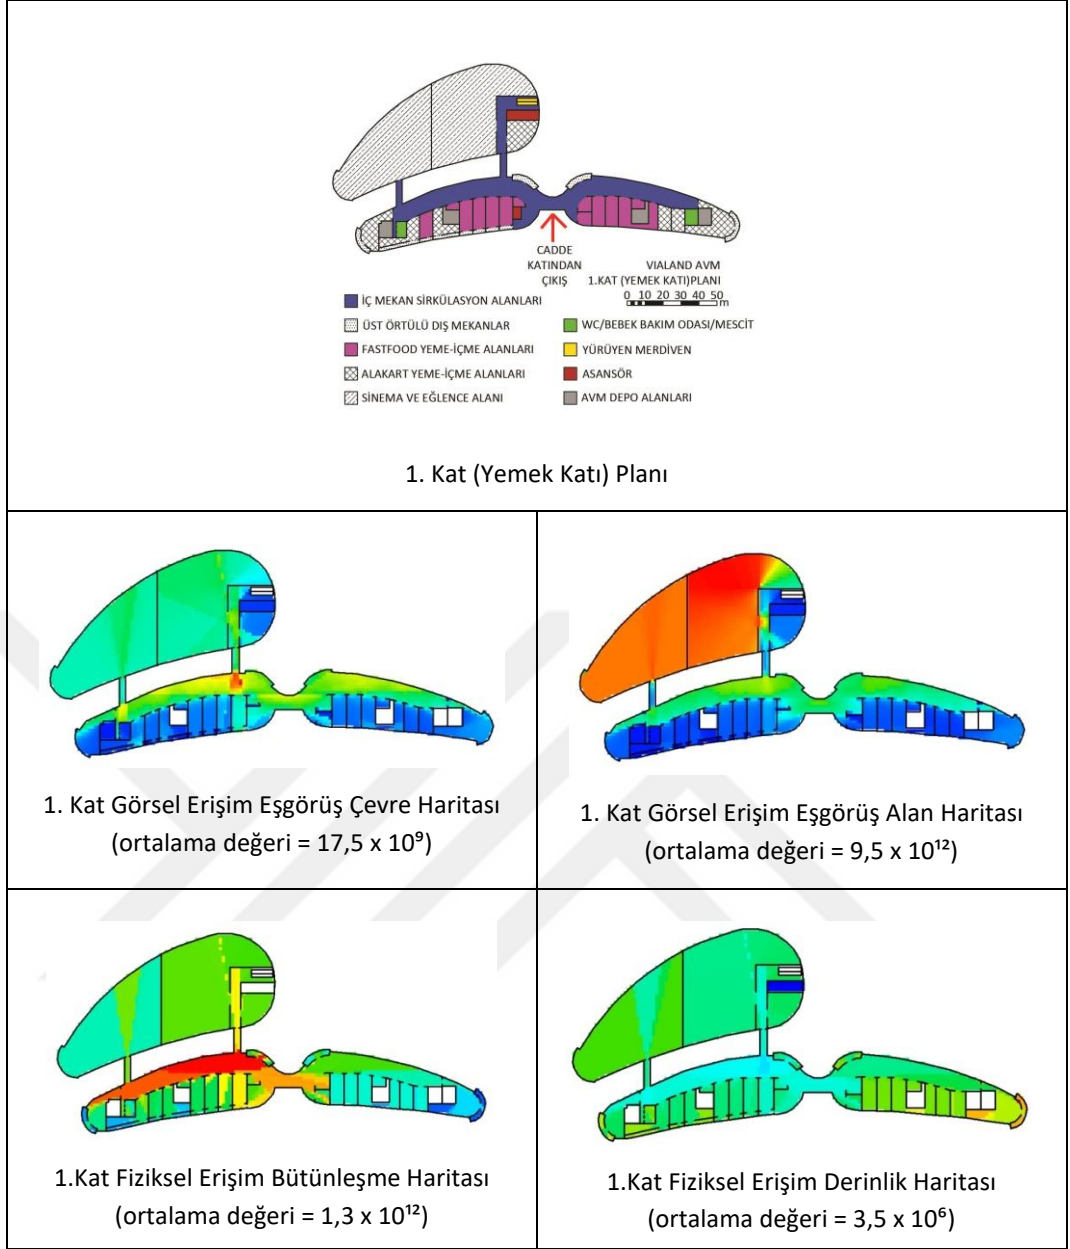 CADDE
KATINDAN
ÇIKIŞ
VIALAND AVM
1.KAT (YEMEK KATI)PLANI
0 10 20 30 40 50
m
İÇ MEKAN SİRKÜLASYON ALANLARI
ÜST ÖRTÜLÜ DIŞ MEKANLAR
FASTFOOD YEME-İÇME ALANLARI
ALAKART YEME-İÇME ALANLARI
SİNEMA VE EĞLENCE ALANI
WC/BEBEK BAKIM ODASI/MESCİT
YÜRÜYEN MERDİVEN
ASANSÖR
AVM DEPO ALANLARI
1. Kat (Yemek Katı) Planı
1. Kat Görsel Erişim Eşgörüş Çevre Haritası
(ortalama değeri = 17,5 x 10⁹)
1. Kat Görsel Erişim Eşgörüş Alan Haritası
(ortalama değeri = 9,5 x 10¹²)
1.Kat Fiziksel Erişim Bütünleşme Haritası
(ortalama değeri = 1,3 x 10¹²)
1.Kat Fiziksel Erişim Derinlik Haritası
(ortalama değeri = 3,5 x 10⁶)